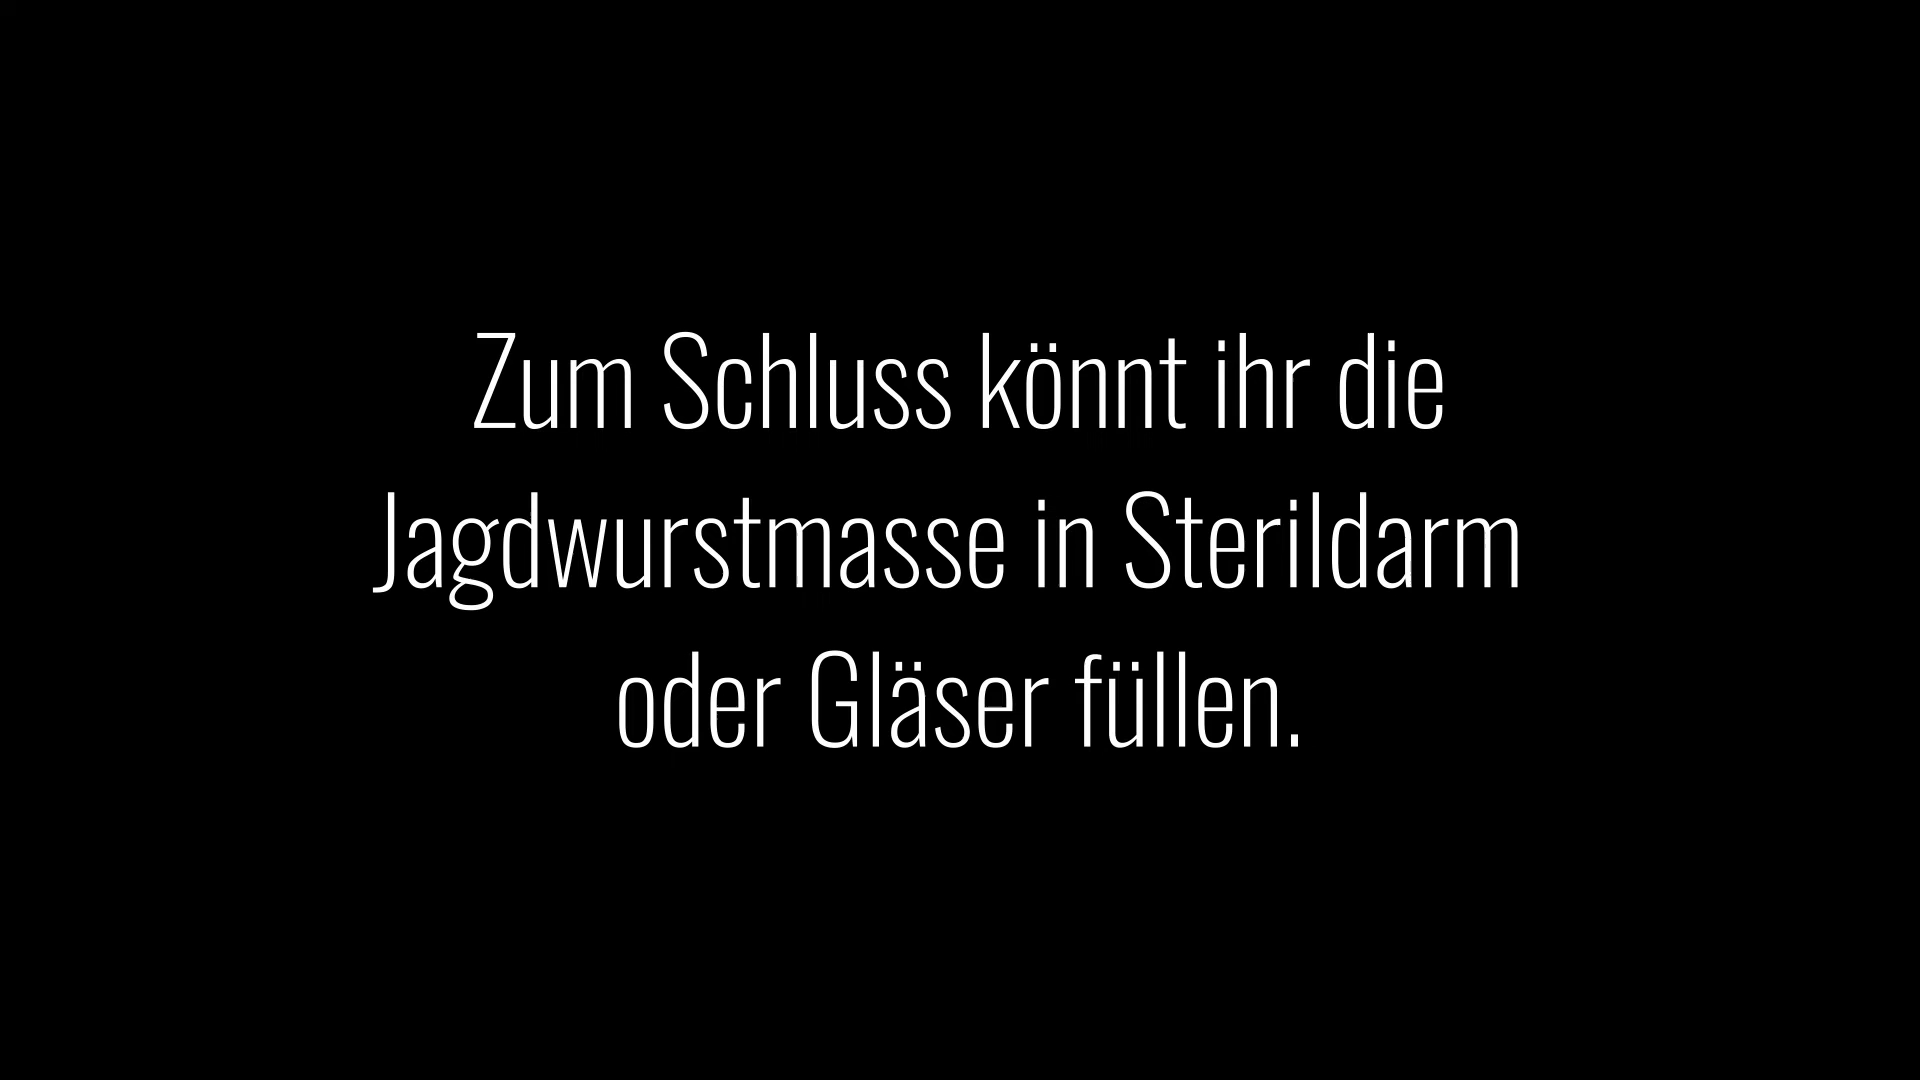 Zum Schluss könnt ihr die
Jagdwurstmasse in Sterildarm
oder Gläser füllen.